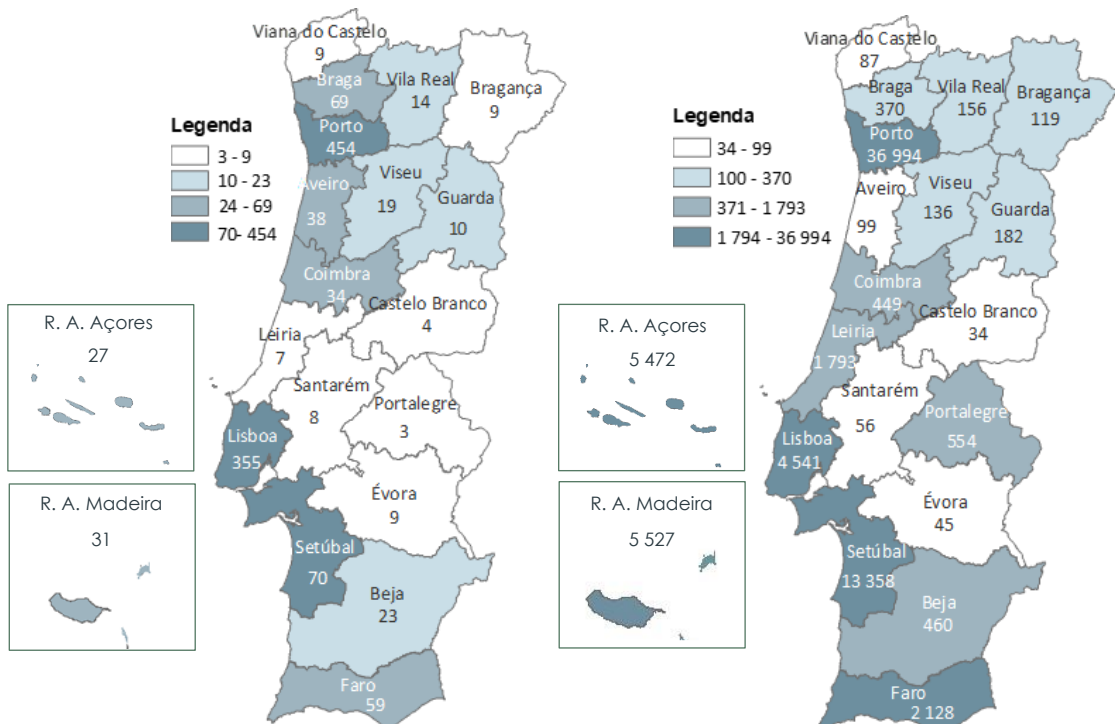 Viana do Castelo
9
Braga
69
Vila Real
14
Bragança
9
Legenda
3 - 9
10 - 23
24 - 69
70- 454
Porto
454
Aveiro
38
Viseu
19
Guarda
10
Coimbra
34
Castelo Branco
4
Leiria
7
Santarém
8
Portalegre
3
Lisboa
355
Évora
9
Setúbal
70
Beja
23
Faro
59
R. A. Açores
27
R. A. Madeira
31
Viana do Castelo
87
Braga
370
Vila Real
156
Bragança
119
Legenda
34 - 99
100 - 370
371 - 1 793
1 794 - 36 994
Porto
36 994
Aveiro
99
Viseu
136
Guarda
182
Coimbra
449
Castelo Branco
34
Leiria
1 793
Santarém
56
Portalegre
554
Lisboa
4 541
Évora
45
Setúbal
13 358
Beja
460
Faro
2 128
R. A. Açores
5 472
R. A. Madeira
5 527